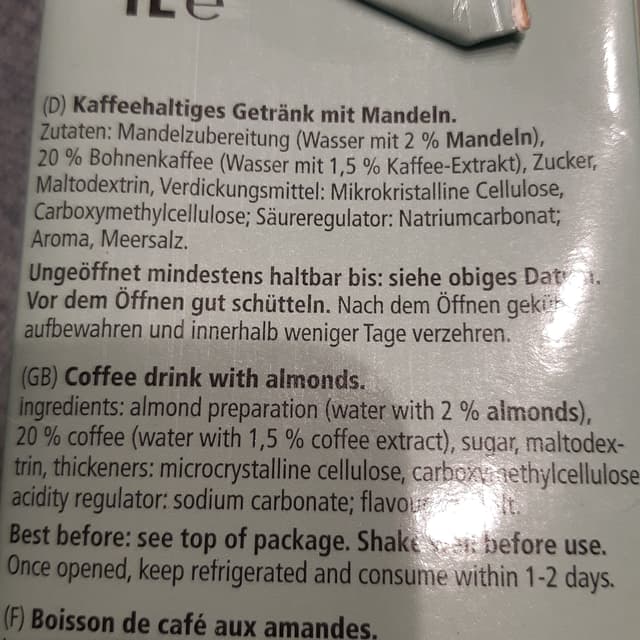 1L e
(D) Kaffeehaltiges Getränk mit Mandeln.
Zutaten: Mandelzubereitung (Wasser mit 2 % Mandeln),
20 % Bohnenkaffee (Wasser mit 1,5 % Kaffee-Extrakt), Zucker,
Maltodextrin, Verdickungsmittel: Mikrokristalline Cellulose,
Carboxymethylcellulose; Säureregulator: Natriumcarbonat;
Aroma, Meersalz.
Ungeöffnet mindestens haltbar bis: siehe obiges
Vor dem Öffnen gut schütteln. Nach dem Öffnen
aufbewahren und innerhalb weniger Tage verzehren.
(GB) Coffee drink with almonds.
ingredients: almond preparation (water with 2 % almonds),
20 % coffee (water with 1,5 % coffee extract), sugar, maltodex-
trin, thickeners: microcrystalline cellulose, carboxymethylcellulose
acidity regulator: sodium carbonate;
Best before: see top of package. Shake before use.
Once opened, keep refrigerated and consume within 1-2 days.
(F) Boisson de café aux amandes.